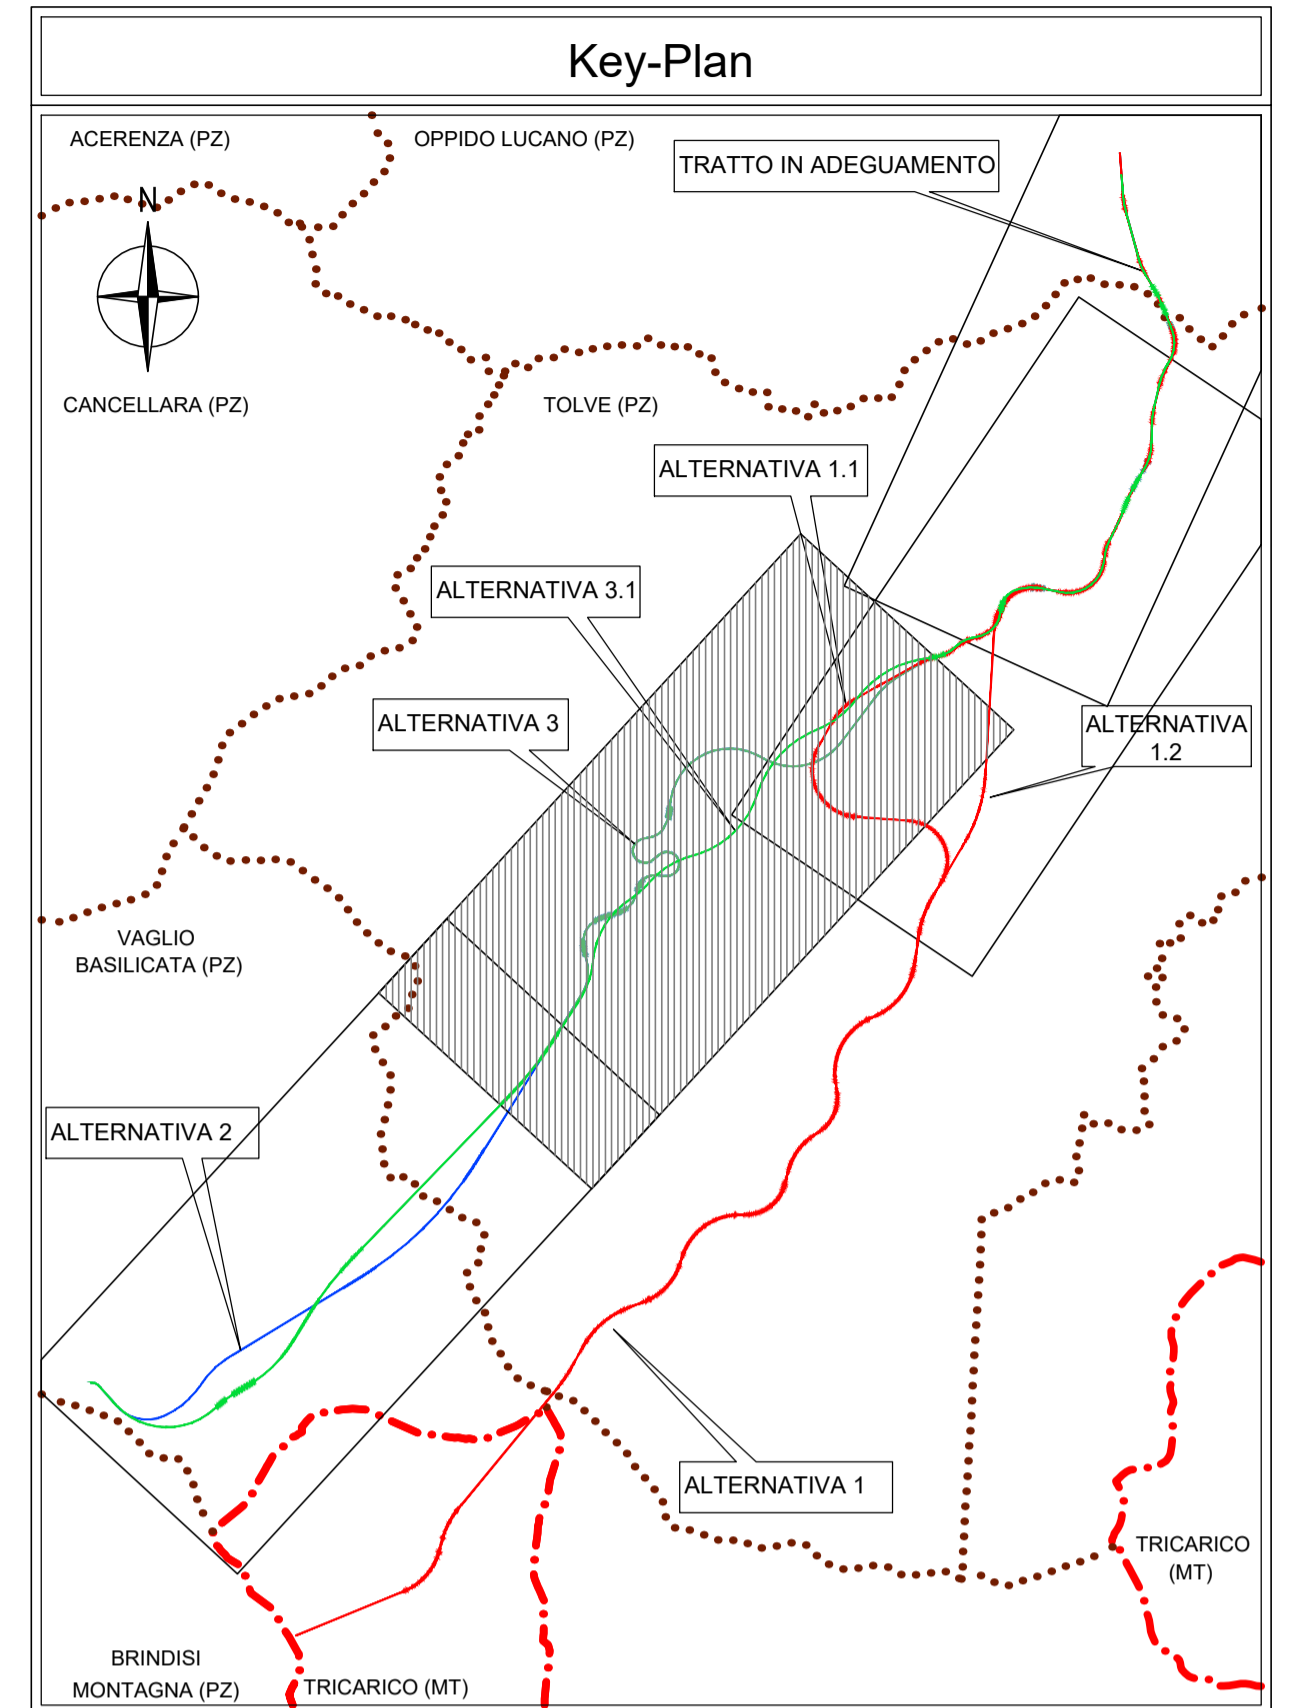 Key-Plan
ACERENZA (PZ)
OPPIDO LUCANO (PZ)
TRATTO IN ADEGUAMENTO
N
CANCELLARA (PZ)
TOLVE (PZ)
ALTERNATIVA 1.1
ALTERNATIVA 3.1
ALTERNATIVA 3
ALTERNATIVA
1.2
VAGLIO
BASILICATA (PZ)
ALTERNATIVA 2
ALTERNATIVA 1
TRICARICO
(MT)
BRINDISI
MONTAGNA (PZ)
TRICARICO (MT)